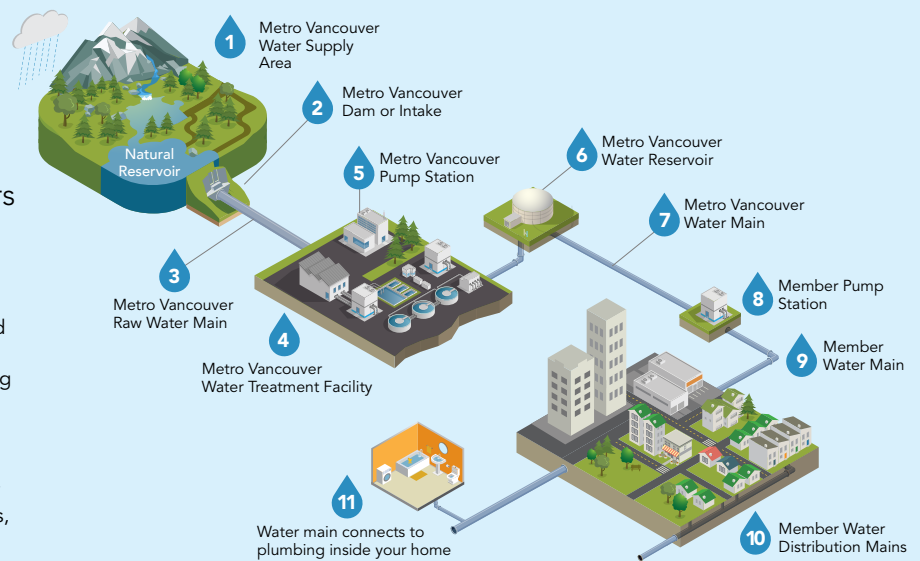 1
Metro Vancouver
Water Supply
Area
2
Metro Vancouver
Dam or Intake
Natural
Reservoir
rs
3
Metro Vancouver
Raw Water Main
4
Metro Vancouver
Water Treatment Facility
5
Metro Vancouver
Pump Station
6
Metro Vancouver
Water Reservoir
7
Metro Vancouver
Water Main
8
Member Pump
Station
9
Member
Water Main
d
g
s,
10
Member Water
Distribution Mains
11
Water main connects to
plumbing inside your home